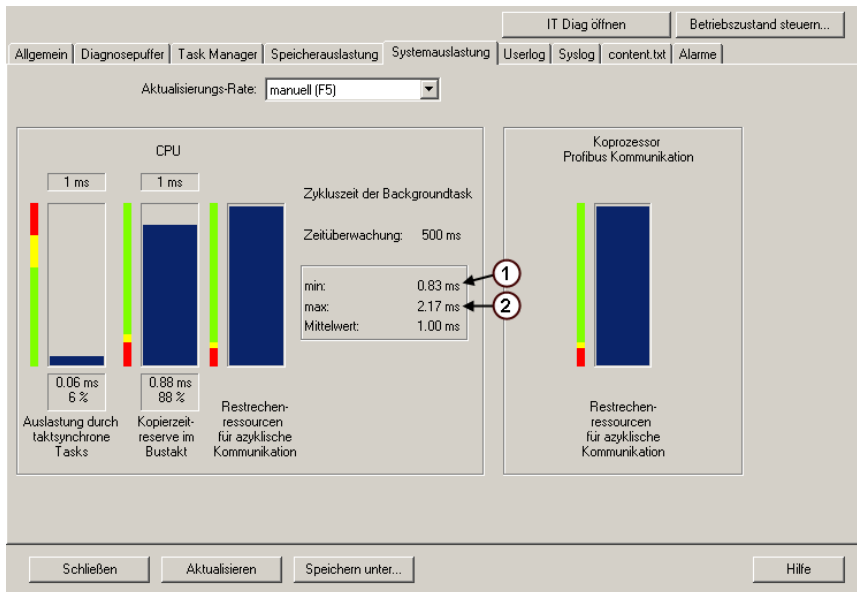 IT Diag öffnen
Betriebszustand steuern...
Allgemein
Diagnosepuffer
Task Manager
Speicherauslastung
Systemauslastung
Userlog
Syslog
content.txt
Alarme
Aktualisierungs-Rate:
manuell (F5)
CPU
1 ms
1 ms
0.06 ms
6 %
Auslastung durch
taktsynchrone
Tasks
0.88 ms
88 %
Kopierzeit-
reserve im
Bustakt
Restrechen-
ressourcen
für azyklische
Kommunikation
Zykluszeit der Backgroundtask
Zeitüberwachung: 500 ms
min: 0.83 ms
1
max: 2.17 ms
2
Mittelwert: 1.00 ms
Koprozessor
Profibus Kommunikation
Restrechen-
ressourcen
für azyklische
Kommunikation
Schließen
Aktualisieren
Speichern unter...
Hilfe